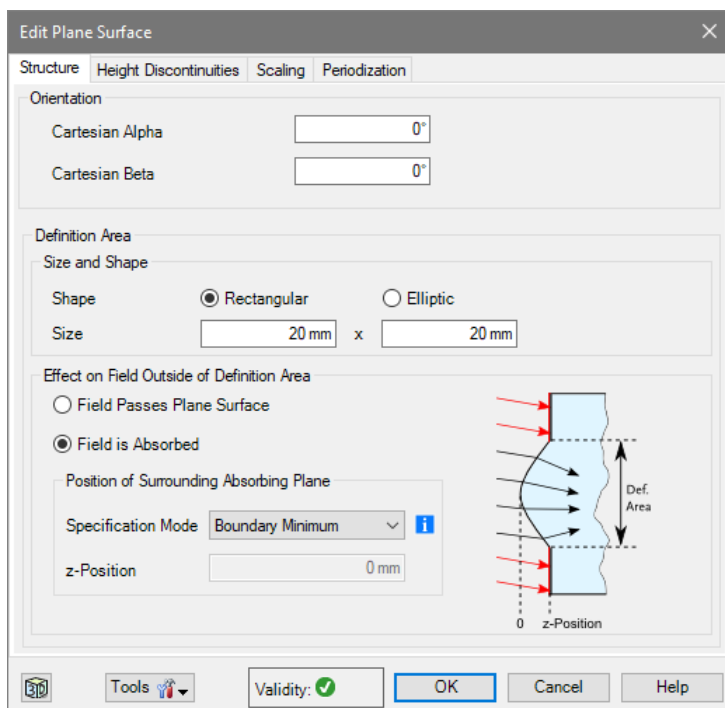 Edit Plane Surface
Structure Height Discontinuities Scaling Periodization
Orientation
Cartesian Alpha 0°
Cartesian Beta 0°
Definition Area
Size and Shape
Shape Rectangular Elliptic
Size 20 mm x 20 mm
Effect on Field Outside of Definition Area
Field Passes Plane Surface
Field is Absorbed
Position of Surrounding Absorbing Plane
Specification Mode Boundary Minimum i
z-Position 0 mm
Def.
Area
0 z-Position
3D Tools Validity: OK Cancel Help